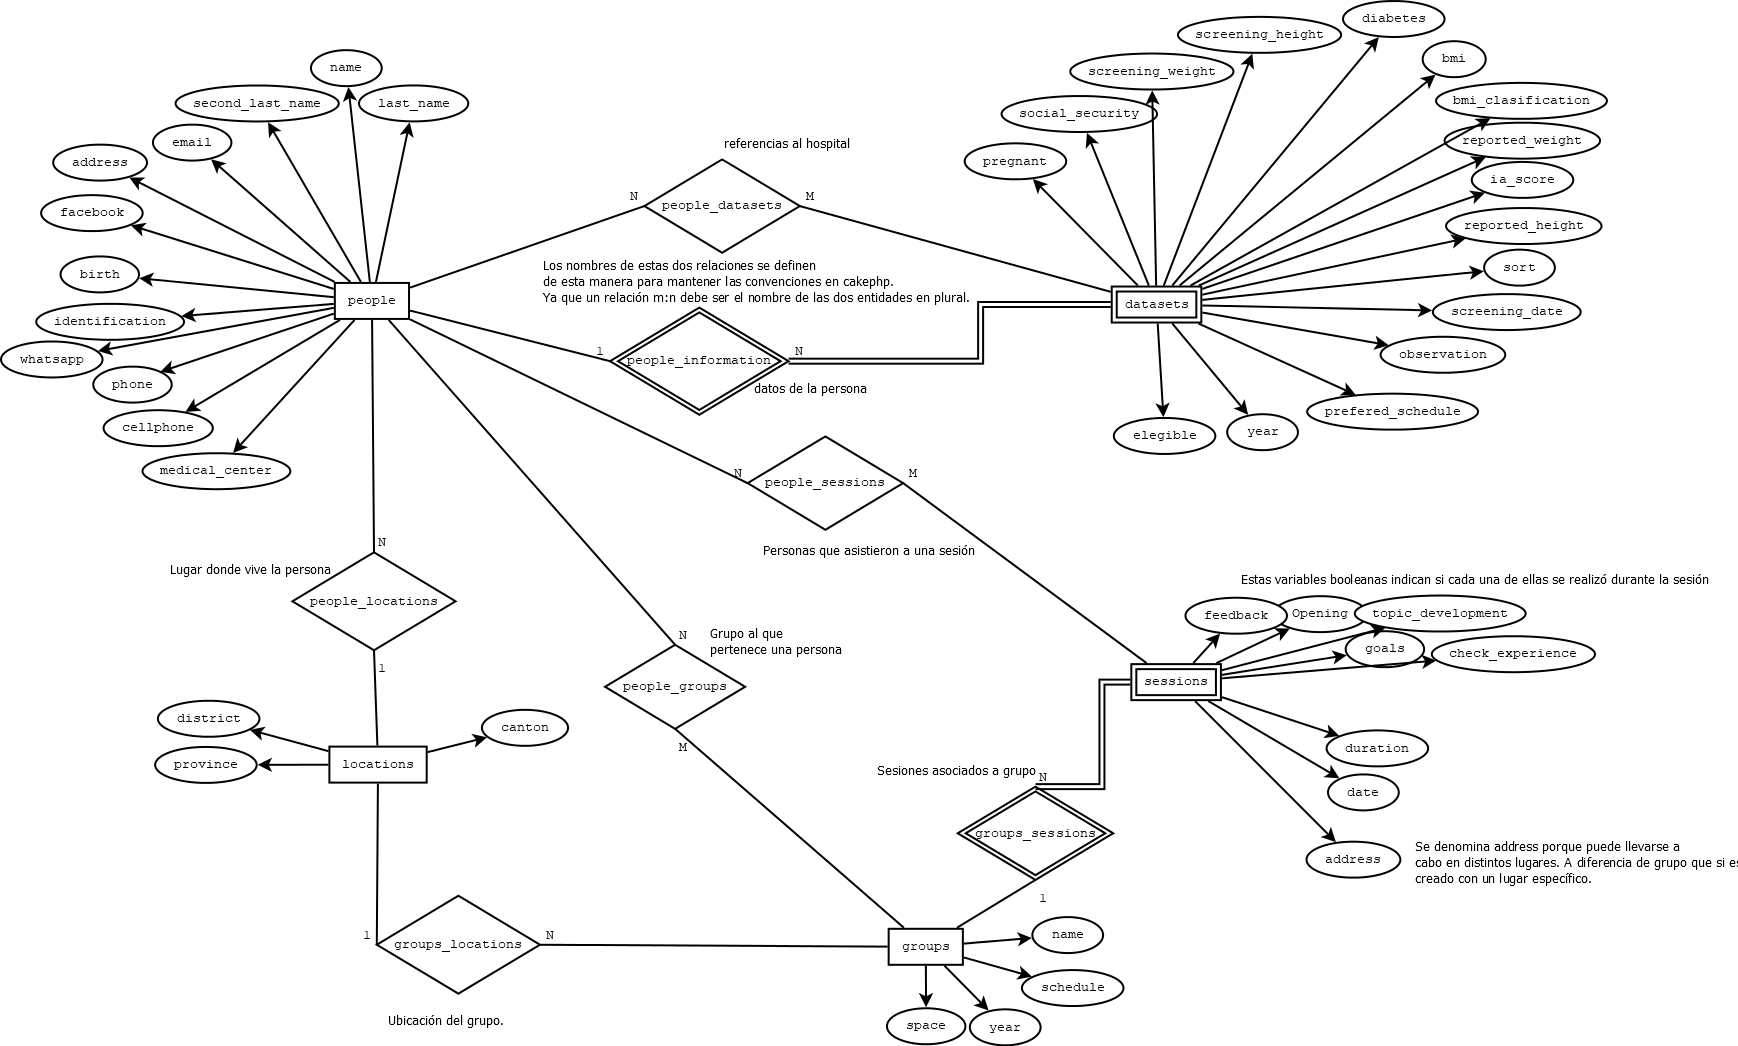 diabetes
screening_height
bmi
name
screening_weight
second_last_name
last_name
bmi_clasification
social_security
email
reported_weight
referencias al hospital
address
pregnant
ia_score
N
M
people_datasets
facebook
reported_height
Los nombres de estas dos relaciones se definen
de esta manera para mantener las convenciones en cakephp.
Ya que un relación m:n debe ser el nombre de las dos entidades en plural.
birth
sort
people
datasets
identification
screening_date
whatsapp
1
people_information
N
observation
phone
datos de la persona
prefered_schedule
cellphone
elegible
year
medical_center
N
people_sessions
M
N
Personas que asistieron a una sesión
Lugar donde vive la persona
Estas variables booleanas indican si cada una de ellas se realizó durante la sesión
people_locations
feedback
Opening
topic_development
N
Grupo al que
pertenece una persona
goals
check_experience
1
people_groups
sessions
district
canton
M
duration
province
locations
Sesiones asociados a grupo
N
date
groups_sessions
address
Se denomina address porque puede llevarse a
cabo en distintos lugares. A diferencia de grupo que si es
creado con un lugar específico.
1
1
groups_locations
N
groups
name
schedule
Ubicación del grupo.
space
year